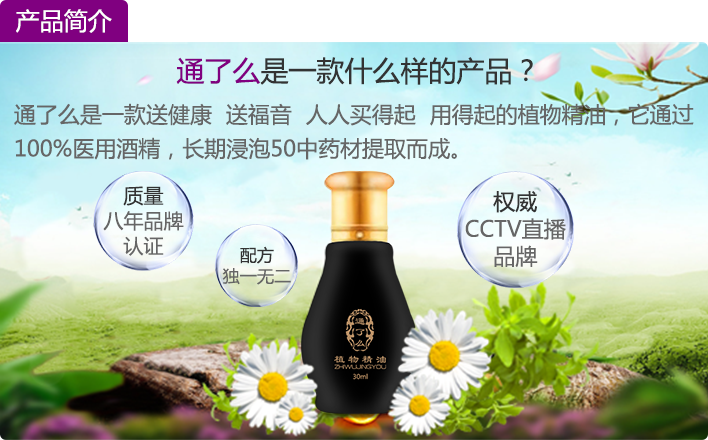 产品简介
通了么是一款什么样的产品？
通了么是一款送健康 送福音 人人买得起 用得起的植物精油，它通过
100%医用酒精，长期浸泡50中药材提取而成。
质量
八年品牌
认证
配方
独一无二
权威
CCTV直播
品牌
通
了
么
植物精油
ZHIWUJINGYOU
30ml